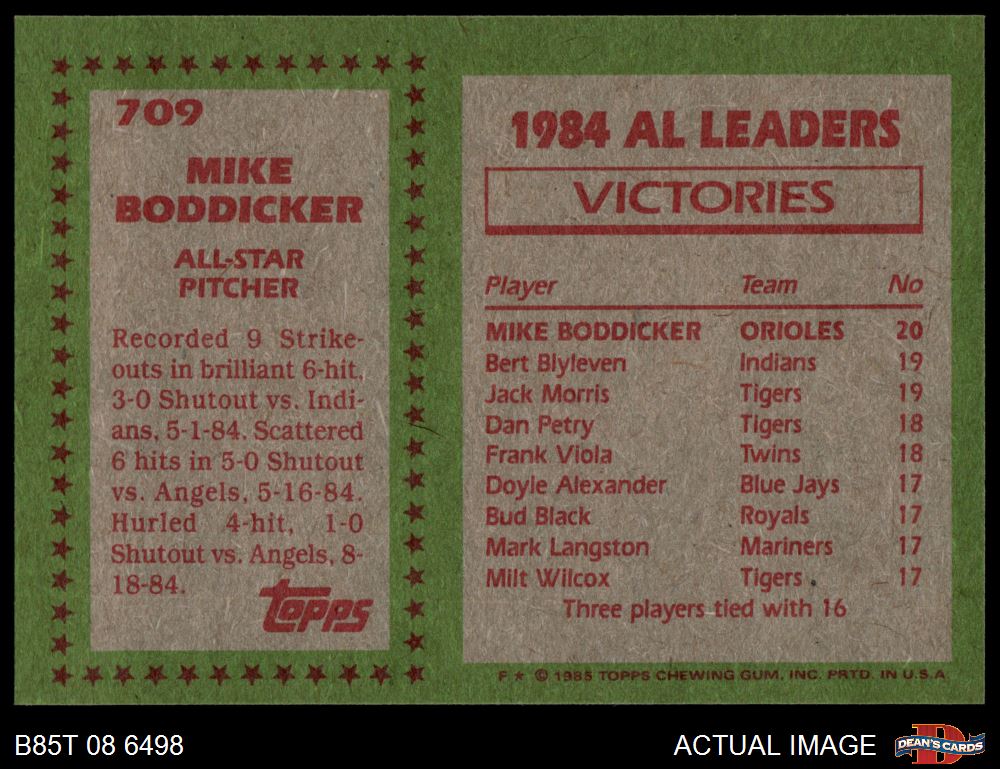 709
MIKE
BODDICKER
ALL-STAR
PITCHER
Recorded 9 Strike-
outs in brilliant 6-hit,
3-0 Shutout vs. Indi-
ans, 5-1-84. Scattered
6 hits in 5-0 Shutout
vs. Angels, 5-16-84.
Hurled 4-hit, 1-0
Shutout vs. Angels, 8-
18-84.
topps
1984 AL LEADERS
VICTORIES
Player Team No
MIKE BODDICKER ORIOLES 20
Bert Blyleven Indians 19
Jack Morris Tigers 19
Dan Petry Tigers 18
Frank Viola Twins 18
Doyle Alexander Blue Jays 17
Bud Black Royals 17
Mark Langston Mariners 17
Milt Wilcox Tigers 17
Three players tied with 16
F ★ © 1985 TOPPS CHEWING GUM, INC. PRTD. IN U.S.A.
B85T 08 6498
ACTUAL IMAGE
D
DEAN'S CARDS